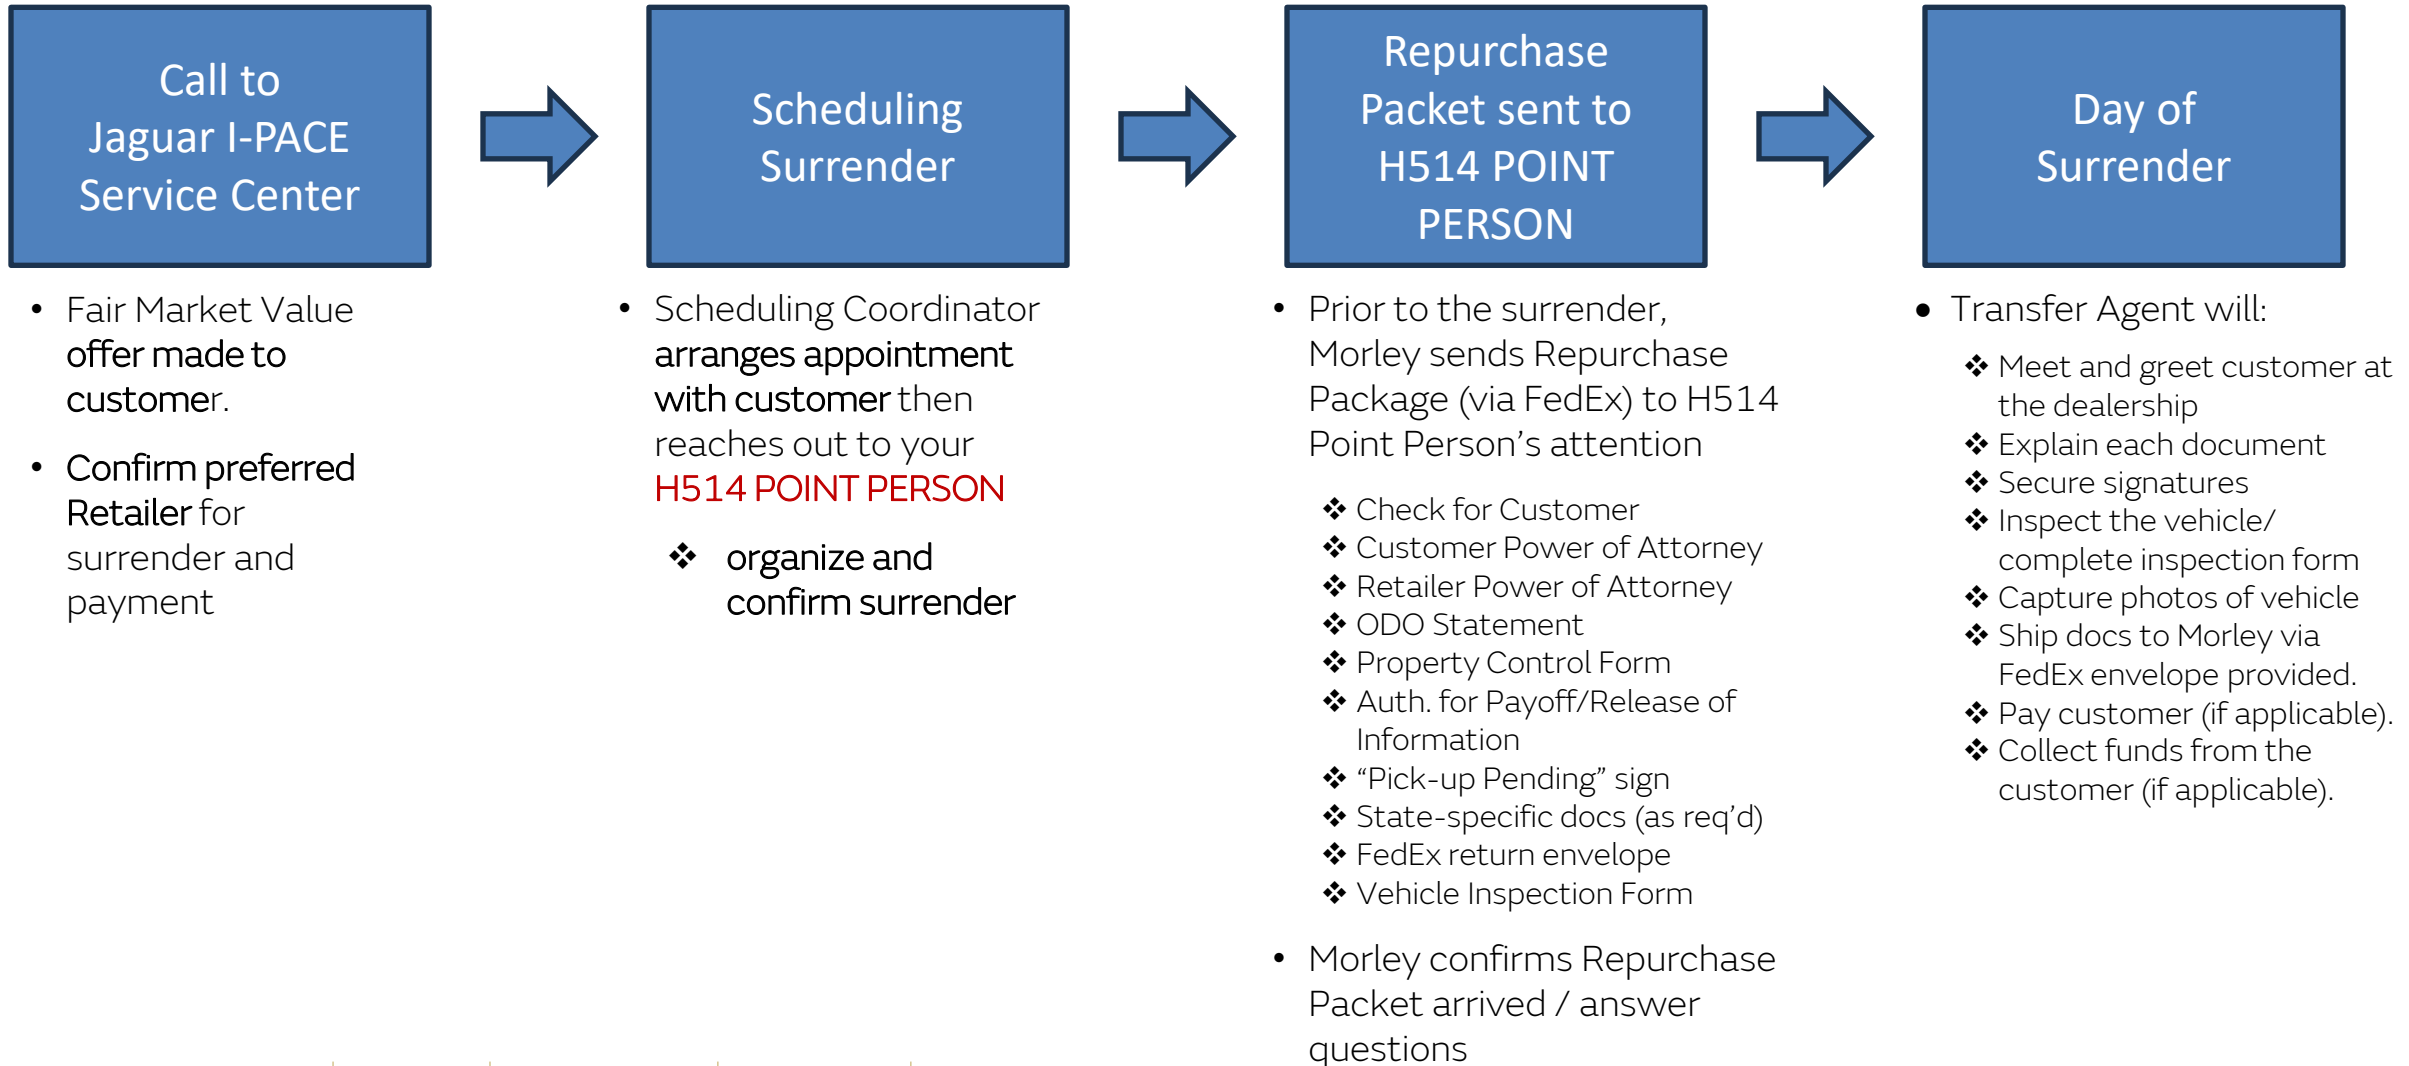 Call to
Jaguar I-PACE
Service Center
Scheduling
Surrender
Repurchase
Packet sent to
H514 POINT
PERSON
Day of
Surrender
• Fair Market Value
offer made to
customer.
• Confirm preferred
Retailer for
surrender and
payment
• Scheduling Coordinator
arranges appointment
with customer then
reaches out to your
H514 POINT PERSON
❖ organize and
confirm surrender
• Prior to the surrender,
Morley sends Repurchase
Package (via FedEx) to H514
Point Person’s attention
❖ Check for Customer
❖ Customer Power of Attorney
❖ Retailer Power of Attorney
❖ ODO Statement
❖ Property Control Form
❖ Auth. for Payoff/Release of
Information
❖ “Pick-up Pending” sign
❖ State-specific docs (as req’d)
❖ FedEx return envelope
❖ Vehicle Inspection Form
• Morley confirms Repurchase
Packet arrived / answer
questions
• Transfer Agent will:
❖ Meet and greet customer at
the dealership
❖ Explain each document
❖ Secure signatures
❖ Inspect the vehicle/
complete inspection form
❖ Capture photos of vehicle
❖ Ship docs to Morley via
FedEx envelope provided.
❖ Pay customer (if applicable).
❖ Collect funds from the
customer (if applicable).